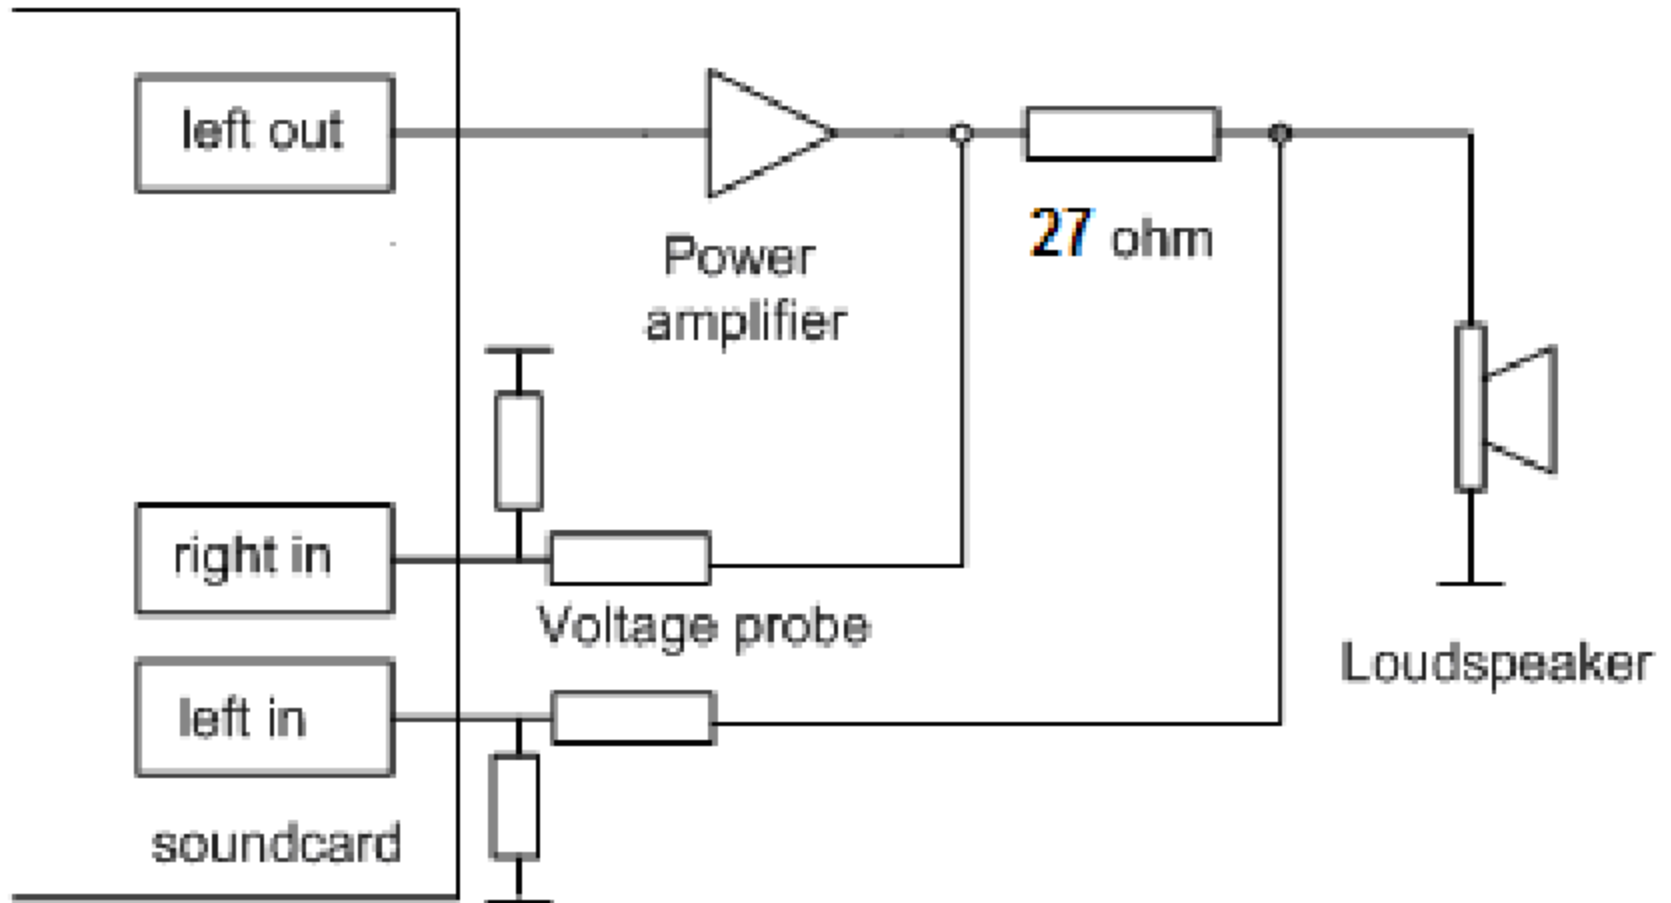 left out
Power
amplifier
27 ohm
right in
Voltage probe
left in
Loudspeaker
soundcard